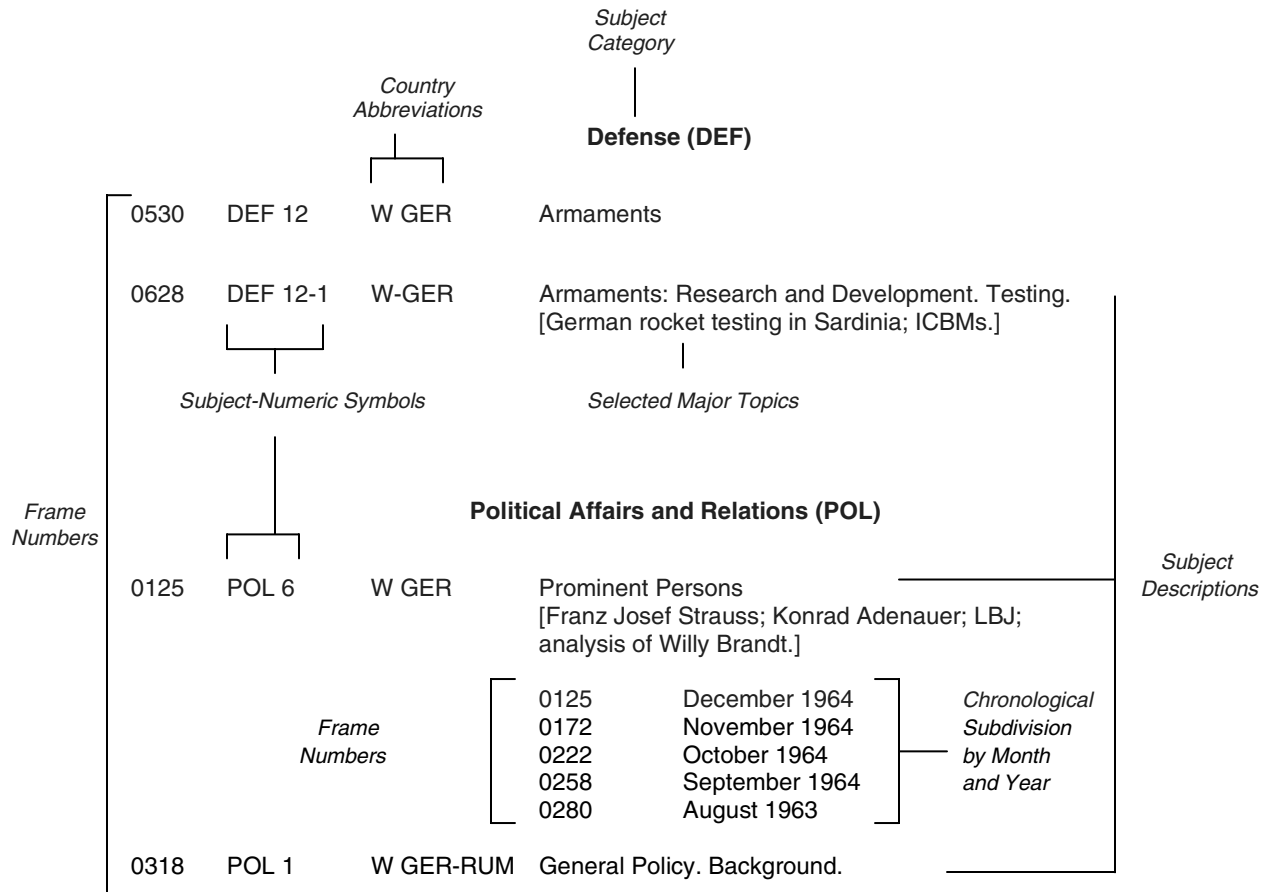 Subject
Category
Country
Abbreviations
Defense (DEF)
0530 DEF 12 W GER Armaments
0628 DEF 12-1 W-GER Armaments: Research and Development. Testing.
[German rocket testing in Sardinia; ICBMs.]
Subject-Numeric Symbols Selected Major Topics
Political Affairs and Relations (POL)
Frame
Numbers
0125 POL 6 W GER Prominent Persons
[Franz Josef Strauss; Konrad Adenauer; LBJ;
analysis of Willy Brandt.]
Subject
Descriptions
Frame
Numbers
0125 December 1964
0172 November 1964
0222 October 1964
0258 September 1964
0280 August 1963
Chronological
Subdivision
by Month
and Year
0318 POL 1 W GER-RUM General Policy. Background.